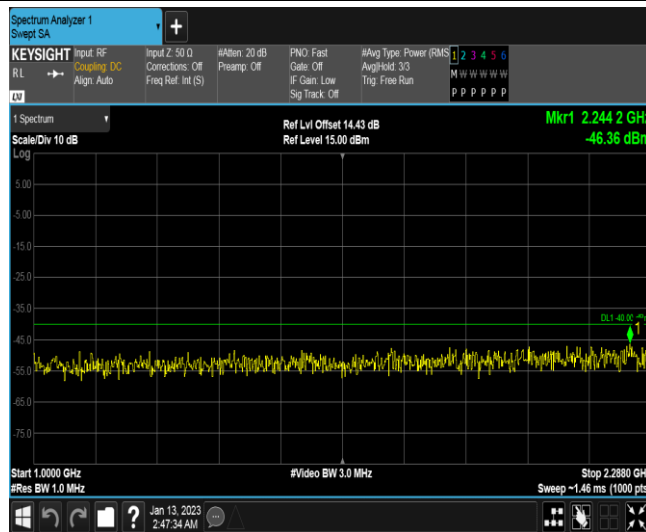 Spectrum Analyzer 1
Swept SA
KEYSIGHT
RL
LXI
Input: RF
Coupling: DC
Align: Auto
Input Z: 50 Ω
Corrections: Off
Freq Ref: Int (S)
#Atten: 20 dB
Preamp: Off
PNO: Fast
Gate: Off
IF Gain: Low
Sig Track: Off
#Avg Type: Power (RMS
Avg|Hold: 3/3
Trig: Free Run
1 2 3 4 5 6
M W W W W W
P P P P P P
1 Spectrum
Scale/Div 10 dB
Log
Ref Lvl Offset 14.43 dB
Ref Level 15.00 dBm
Mkr1 2.244 2 GHz
-46.36 dBm
5.00
-5.00
-15.0
-25.0
-35.0
-45.0
-55.0
-65.0
-75.0
DL1 -40.00
1
Start 1.0000 GHz
#Res BW 1.0 MHz
#Video BW 3.0 MHz
Stop 2.2880 GHz
Sweep ~1.46 ms (1000 pts
?
Jan 13, 2023
2:47:34 AM